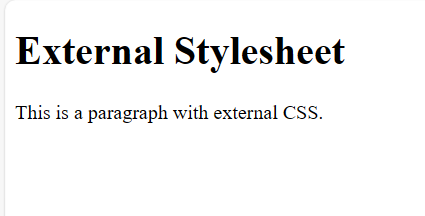 External Stylesheet
This is a paragraph with external CSS.